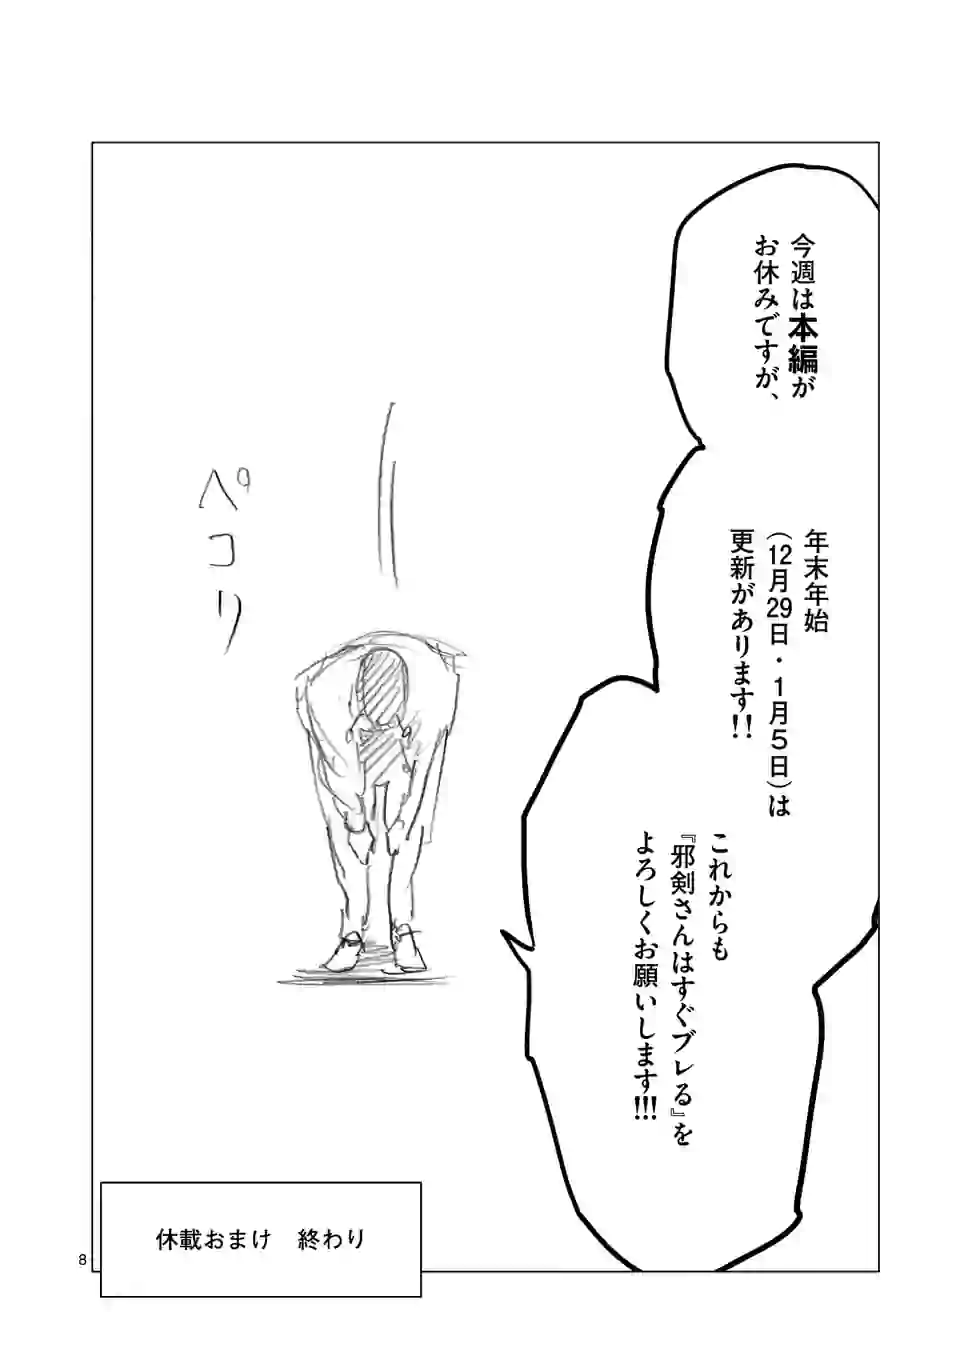 今週は本編が
お休みですが、
年末年始
（12月29日・1月5日）は
更新があります!!
これからも
『邪剣さんはすぐブレる』を
よろしくお願いします!!!
ペコリ
休載おまけ　終わり
8